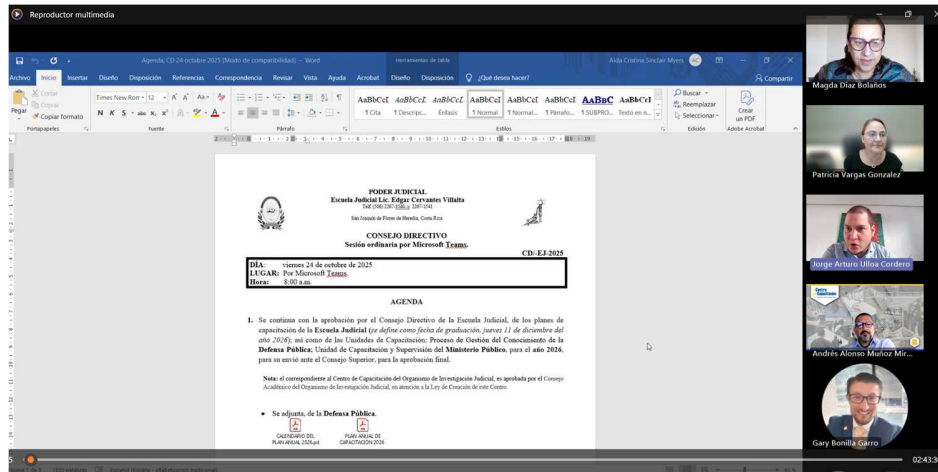 Reproductor multimedia
Agenda, CD 24 octubre 2025 [Modo de compatibilidad] - Word
Herramientas de tabla
Aida Cristina Sinclair Myers
AC
Archivo Inicio Insertar Diseño Disposición Referencias Correspondencia Revisar Vista Ayuda Acrobat Diseño Disposición ¿Qué desea hacer?
Compartir
Pegar
Cortar
Copiar
Copiar formato
Portapapeles
Times New Ron 12
Fuente
Párrafo
AaBbCcI AaBbCcL AaBbCcL AaBbCcI AaBbCcI AaBbCcI AABBC AaBbCcI
¶ Cita ¶ Descripc... Énfasis ¶ Normal ¶ Normal... ¶ Párrafo... ¶ SUBPRO... Texto en n...
Estilos
Buscar
Reemplazar
Seleccionar
Edición
Crear
un PDF
Adobe Acrobat
PODER JUDICIAL
Escuela Judicial Lic. Edgar Cervantes Villalta
San Joaquín de Flores de Heredia, Costa Rica
CONSEJO DIRECTIVO
Sesión ordinaria por Microsoft Teams.
CD/-EJ-2025
DÍA: viernes 24 de octubre de 2025
LUGAR: Por Microsoft Teams.
Hora: 8:00 a.m.
AGENDA
1. Se continua con la aprobación por el Consejo Directivo de la Escuela Judicial, de los planes de
capacitación de la Escuela Judicial (se define como fecha de graduación, jueves 11 de diciembre del
año 2026); así como de las Unidades de Capacitación: Proceso de Gestión del Conocimiento de la
Defensa Pública; Unidad de Capacitación y Supervisión del Ministerio Público, para el año 2026,
para su envió ante el Consejo Superior, para la aprobación final.
Nota: el correspondiente al Centro de Capacitación del Organismo de Investigación Judicial, es aprobada por el Consejo
Académico del Organismo de Investigación Judicial, en atención a la Ley de Creación de este Centro.
• Se adjunta, de la Defensa Pública.
CALENDARIO DEL
PLAN ANUAL 2026.pd
PLAN ANUAL DE
CAPACITACIÓN 2026
Magda Díaz Bolaños
Patricia Vargas Gonzalez
Jorge Arturo Ulloa Cordero
Centro
Capacitación
Andrés Alonso Muñoz Mir...
Gary Bonilla Garro
02:43:3